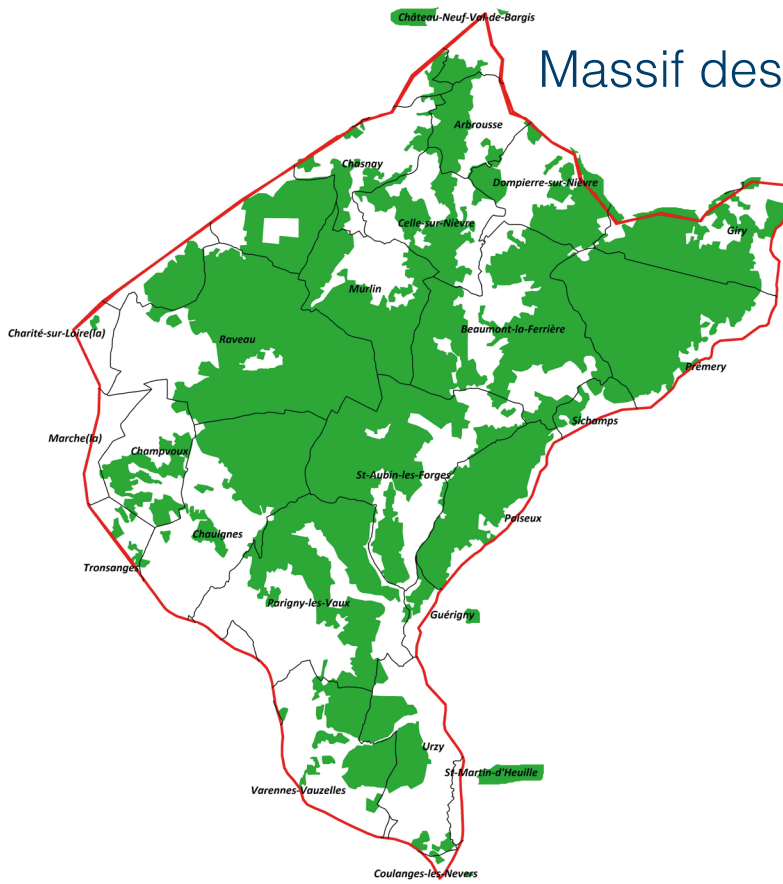 Château-Neuf-Val-de-Bargis
Massif des
Arbrousse
Chasnay
Dompierre-sur-Nièvre
Celle-sur-Nièvre
Giry
Murlin
Charité-sur-Loire(la)
Raveau
Beaumont-la-Ferrière
Prémery
Sichamps
Marche(la)
Champvoux
St-Aubin-les-Forges
Poiseux
Chaulgnes
Tronsanges
Parigny-les-Vaux
Guérigny
Urzy
St-Martin-d'Heuille
Varennes-Vauzelles
Coulanges-les-Nevers